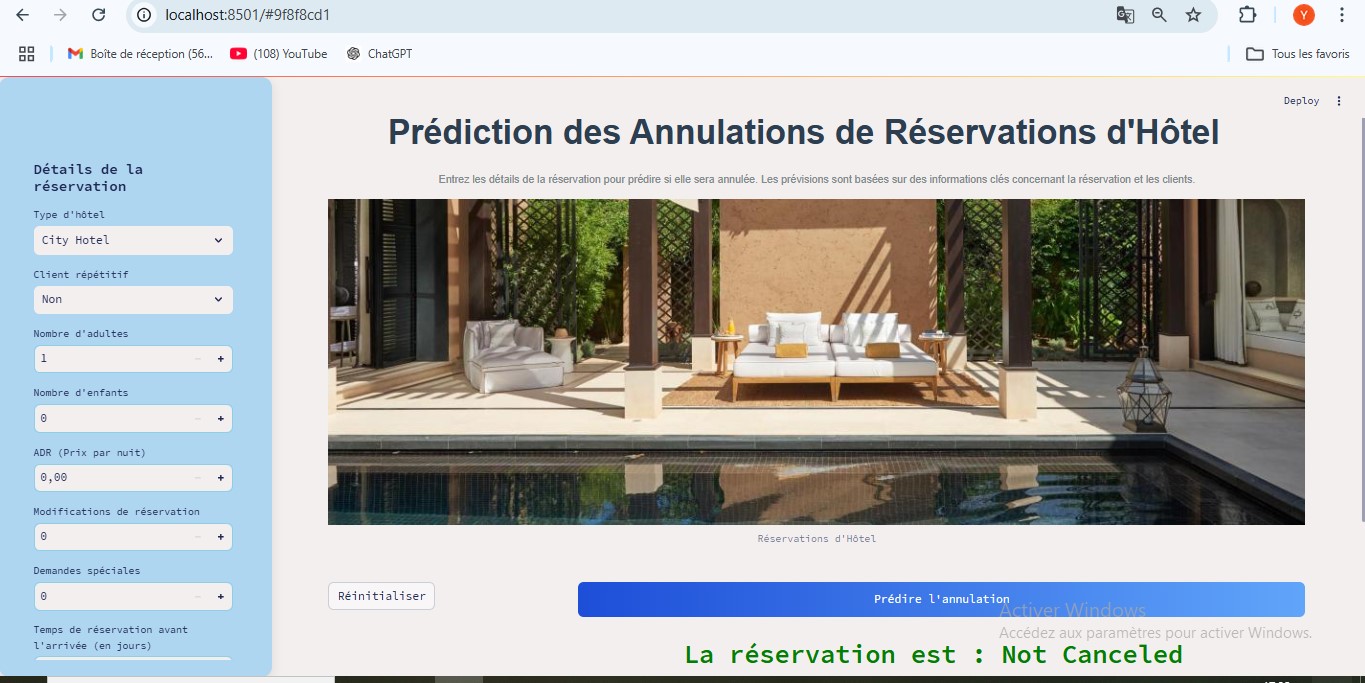 localhost:8501/#9f8f8cd1
Y
Boîte de réception (56...
(108) YouTube
ChatGPT
Tous les favoris
Deploy
Prédiction des Annulations de Réservations d'Hôtel
Entrez les détails de la réservation pour prédire si elle sera annulée. Les prévisions sont basées sur des informations clés concernant la réservation et les clients.
Détails de la
réservation
Type d'hôtel
City Hotel
Client répétitif
Non
Nombre d'adultes
1
Nombre d'enfants
0
ADR (Prix par nuit)
0,00
Modifications de réservation
0
Demandes spéciales
0
Temps de réservation avant
l'arrivée (en jours)
Réservations d'Hôtel
Réinitialiser
Prédire l'annulation
Activer Windows
Accédez aux paramètres pour activer Windows.
La réservation est : Not Canceled